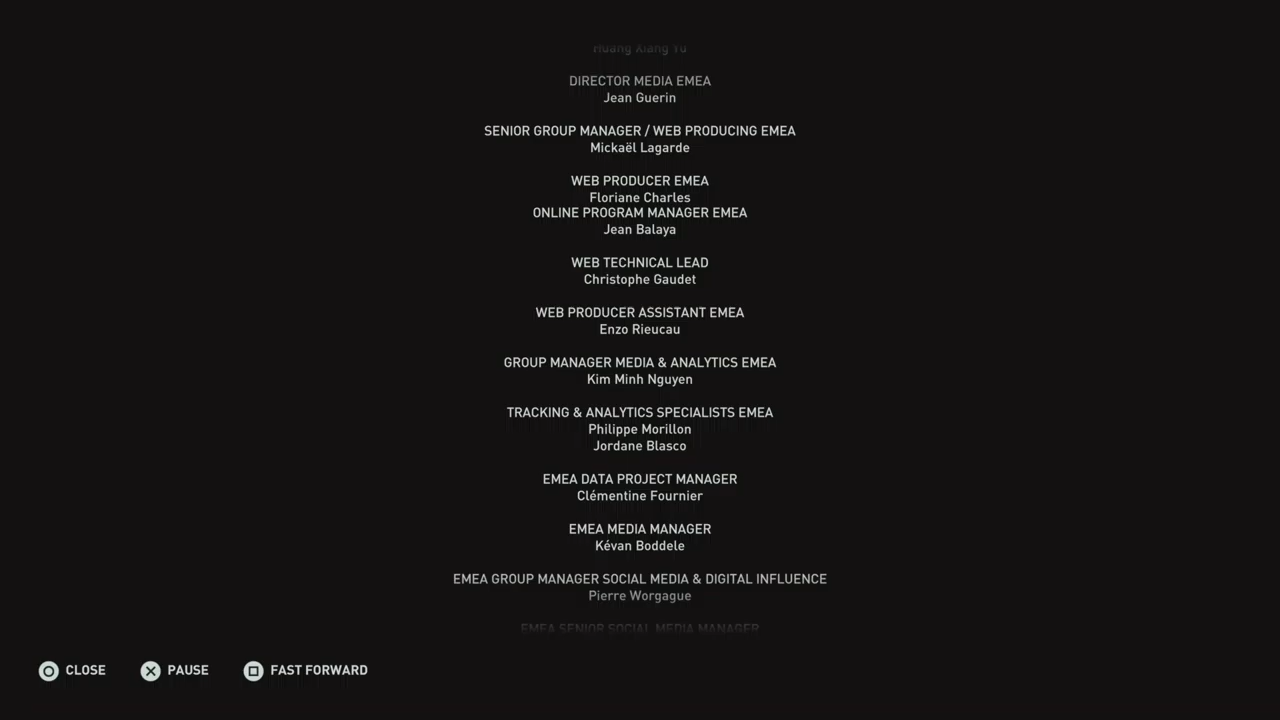 Huang Xiang Yu
DIRECTOR MEDIA EMEA
Jean Guerin
SENIOR GROUP MANAGER / WEB PRODUCING EMEA
Mickaël Lagarde
WEB PRODUCER EMEA
Floriane Charles
ONLINE PROGRAM MANAGER EMEA
Jean Balaya
WEB TECHNICAL LEAD
Christophe Gaudet
WEB PRODUCER ASSISTANT EMEA
Enzo Rieucau
GROUP MANAGER MEDIA & ANALYTICS EMEA
Kim Minh Nguyen
TRACKING & ANALYTICS SPECIALISTS EMEA
Philippe Morillon
Jordane Blasco
EMEA DATA PROJECT MANAGER
Clémentine Fournier
EMEA MEDIA MANAGER
Kévan Boddele
EMEA GROUP MANAGER SOCIAL MEDIA & DIGITAL INFLUENCE
Pierre Worgague
EMEA SENIOR SOCIAL MEDIA MANAGER
CLOSE PAUSE FAST FORWARD